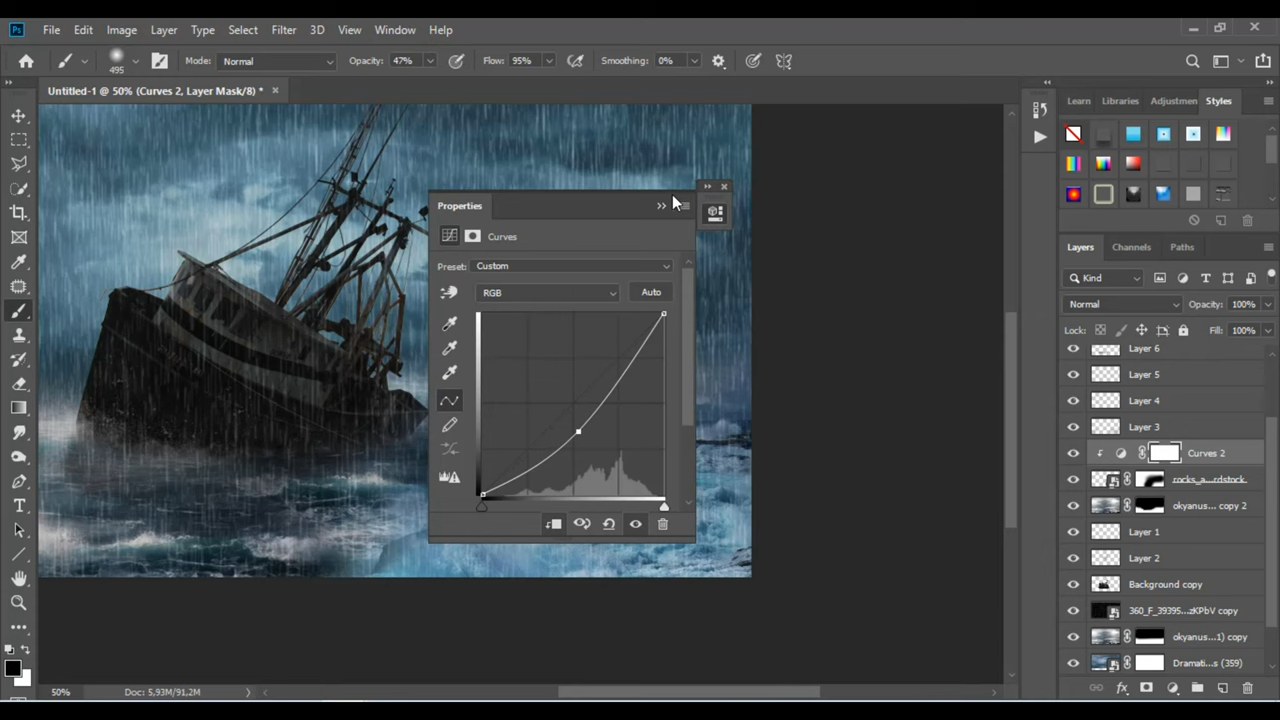 Ps File Edit Image Layer Type Select Filter 3D View Window Help
495 Mode: Normal Opacity: 47% Flow: 95% Smoothing: 0%
Untitled-1 @ 50% (Curves 2, Layer Mask/8) *
Learn Libraries Adjustmen Styles
Properties
Curves
Preset: Custom
RGB Auto
Layers Channels Paths
Kind
Normal Opacity: 100%
Lock: Fill: 100%
Layer 6
Layer 5
Layer 4
Layer 3
Curves 2
rocks_a...rdstock
okyanus... copy 2
Layer 1
Layer 2
Background copy
360_F_39395...zKPbV copy
okyanus...1) copy
Dramati...s (359)
50% Doc: 5,93M/91,2M